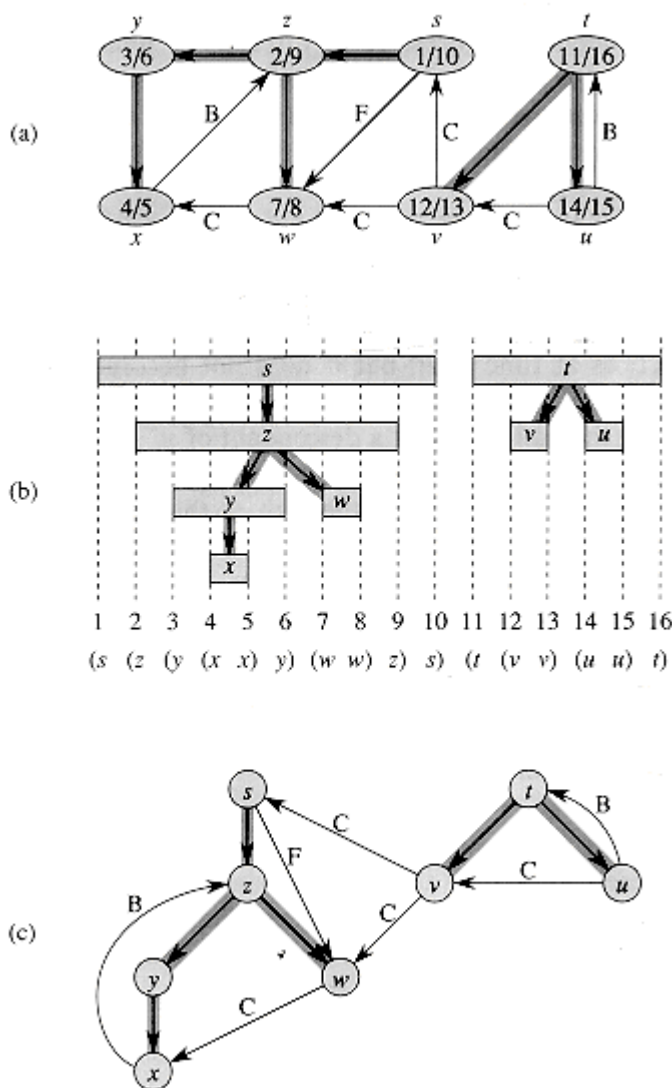 y z s t
3/6 2/9 1/10 11/16
B F C B
(a)
4/5 C 7/8 C 12/13 C 14/15
x w v u
s t
z v u
(b)
y w
x
1 2 3 4 5 6 7 8 9 10 11 12 13 14 15 16
(s (z (y (x x) y) (w w) z) s) (t (v v) (u u) t)
s t
C B
F
B z v C u
C
(c)
y w
C
x